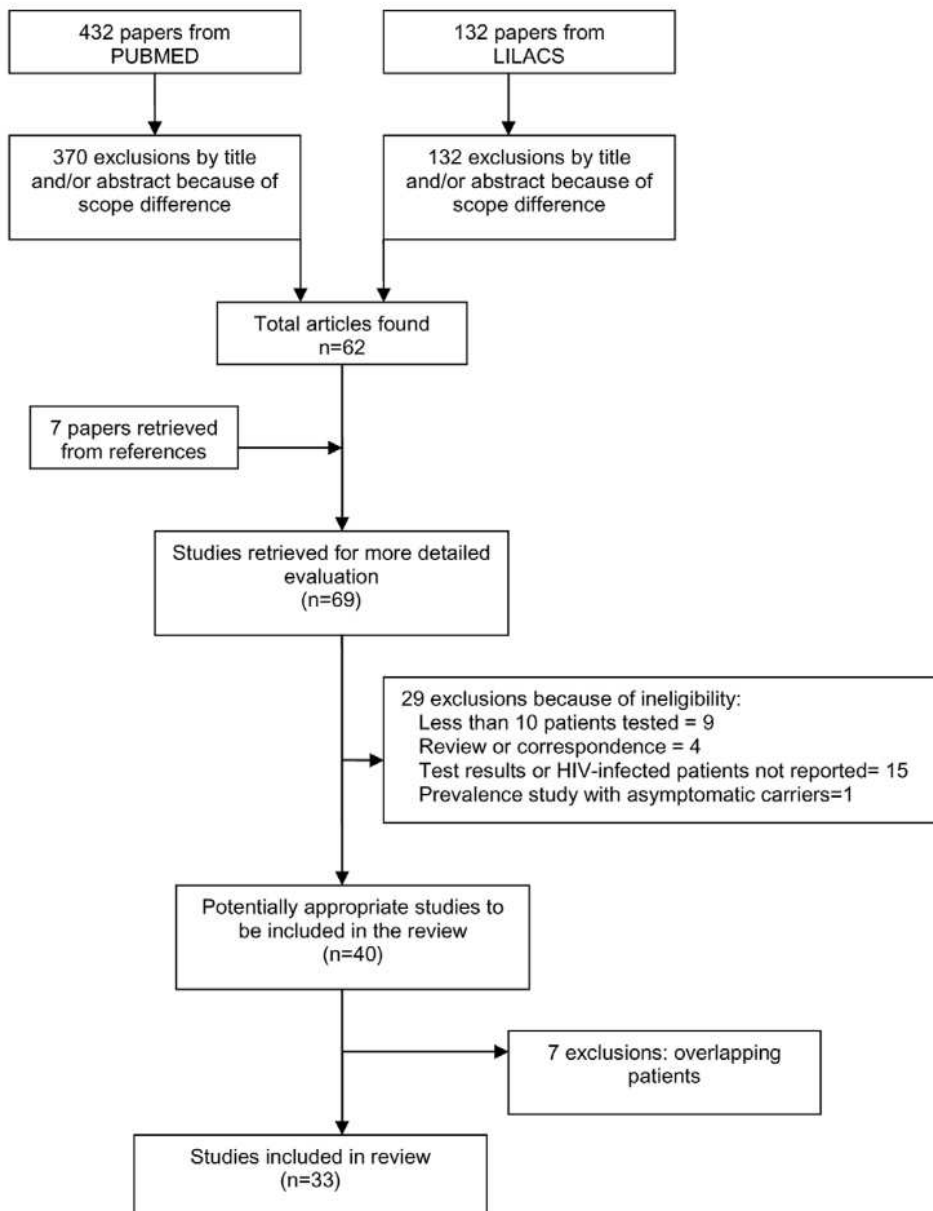 432 papers from
PUBMED
132 papers from
LILACS
370 exclusions by title
and/or abstract because of
scope difference
132 exclusions by title
and/or abstract because of
scope difference
Total articles found
n=62
7 papers retrieved
from references
Studies retrieved for more detailed
evaluation
(n=69)
29 exclusions because of ineligibility:
Less than 10 patients tested = 9
Review or correspondence = 4
Test results or HIV-infected patients not reported= 15
Prevalence study with asymptomatic carriers=1
Potentially appropriate studies to
be included in the review
(n=40)
7 exclusions: overlapping
patients
Studies included in review
(n=33)